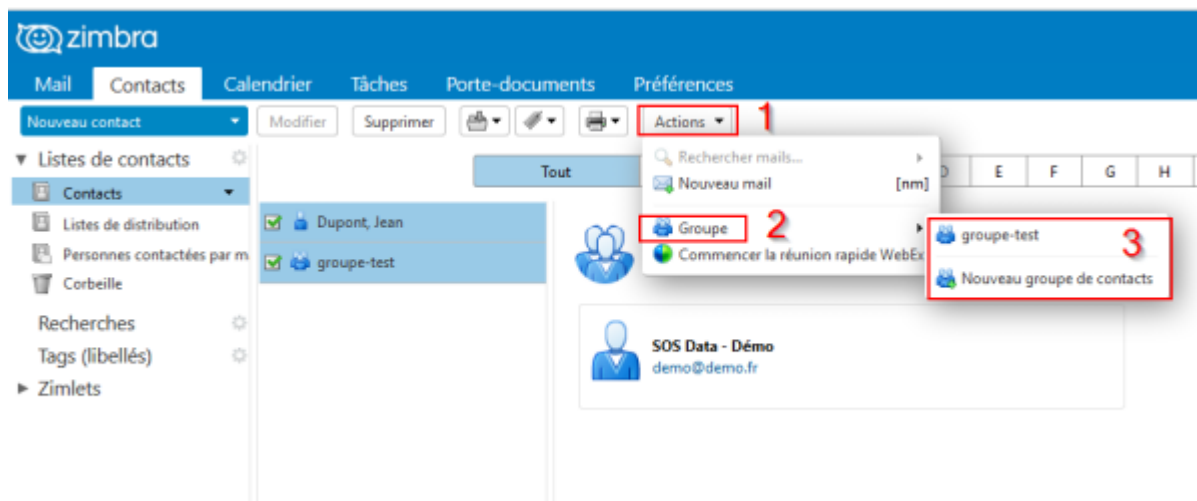 zimbra
Mail Contacts Calendrier Tâches Porte-documents Préférences
Nouveau contact Modifier Supprimer Actions 1
Listes de contacts
Contacts
Listes de distribution
Personnes contactées par m
Corbeille
Recherches
Tags (libellés)
Zimlets
Tout D E F G H
Dupont, Jean
groupe-test
Rechercher mails...
Nouveau mail [nm]
Groupe 2
Commencer la réunion rapide WebEx
groupe-test 3
Nouveau groupe de contacts
SOS Data - Démo
demo@demo.fr